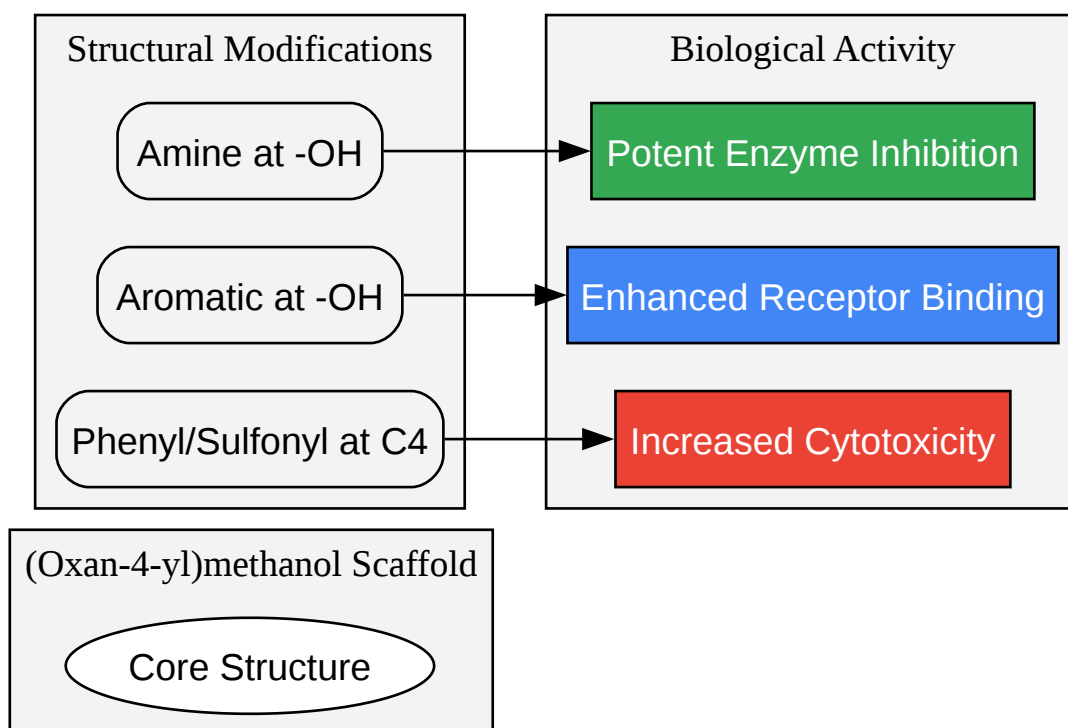 Structural Modifications
Amine at -OH
Aromatic at -OH
Phenyl/Sulfonyl at C4
Biological Activity
Potent Enzyme Inhibition
Enhanced Receptor Binding
Increased Cytotoxicity
(Oxan-4-yl)methanol Scaffold
Core Structure